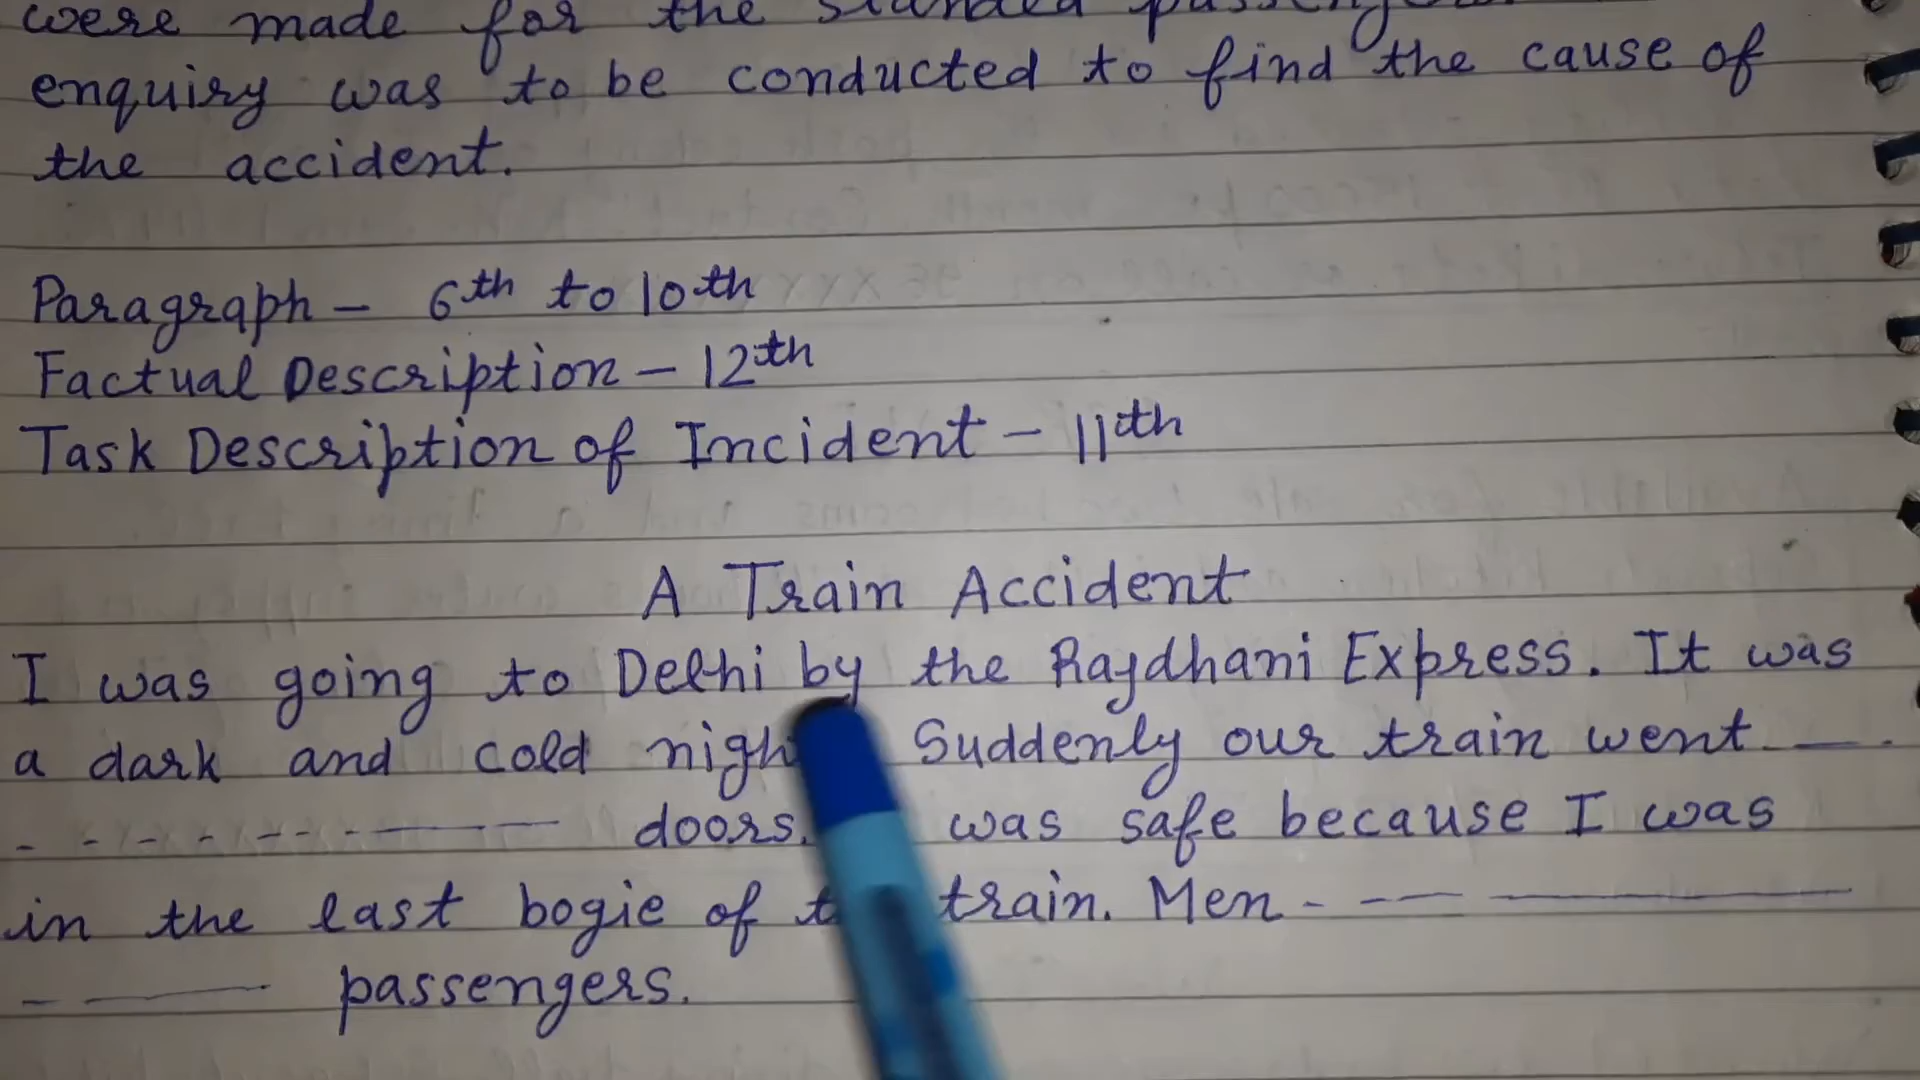 were made for the stranded passengers.
enquiry was to be conducted to find the cause of
the accident.
Paragraph – 6th to 10th
Factual Description – 12th
Task Description of Incident – 11th
A Train Accident
I was going to Delhi by the Rajdhani Express. It was
a dark and cold nigh Suddenly our train went — .
- - - - - - —— doors. was safe because I was
in the last bogie of t train. Men - — — ———
- —— passengers.